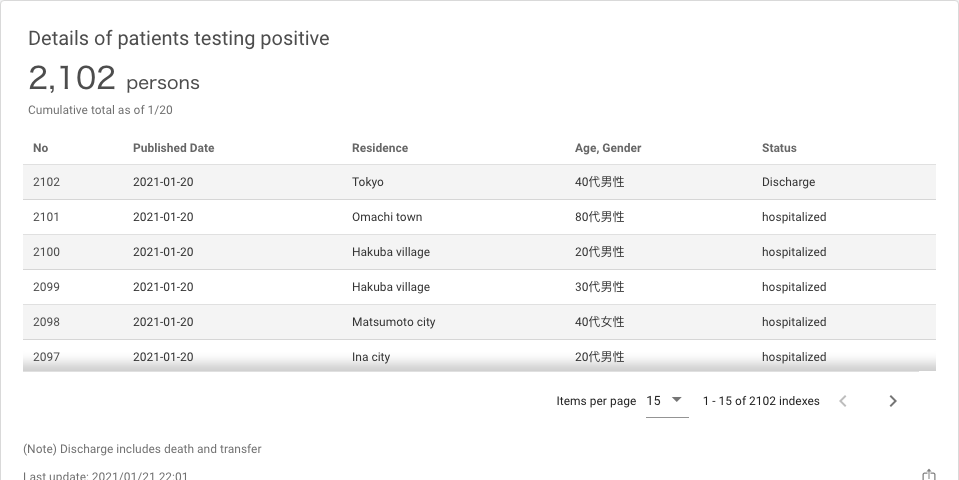 Details of patients testing positive
2,102 persons
Cumulative total as of 1/20
No Published Date Residence Age, Gender Status
2102 2021-01-20 Tokyo 40代男性 Discharge
2101 2021-01-20 Omachi town 80代男性 hospitalized
2100 2021-01-20 Hakuba village 20代男性 hospitalized
2099 2021-01-20 Hakuba village 30代男性 hospitalized
2098 2021-01-20 Matsumoto city 40代女性 hospitalized
2097 2021-01-20 Ina city 20代男性 hospitalized
Items per page 15 1 - 15 of 2102 indexes
(Note) Discharge includes death and transfer
Last update: 2021/01/21 22:01